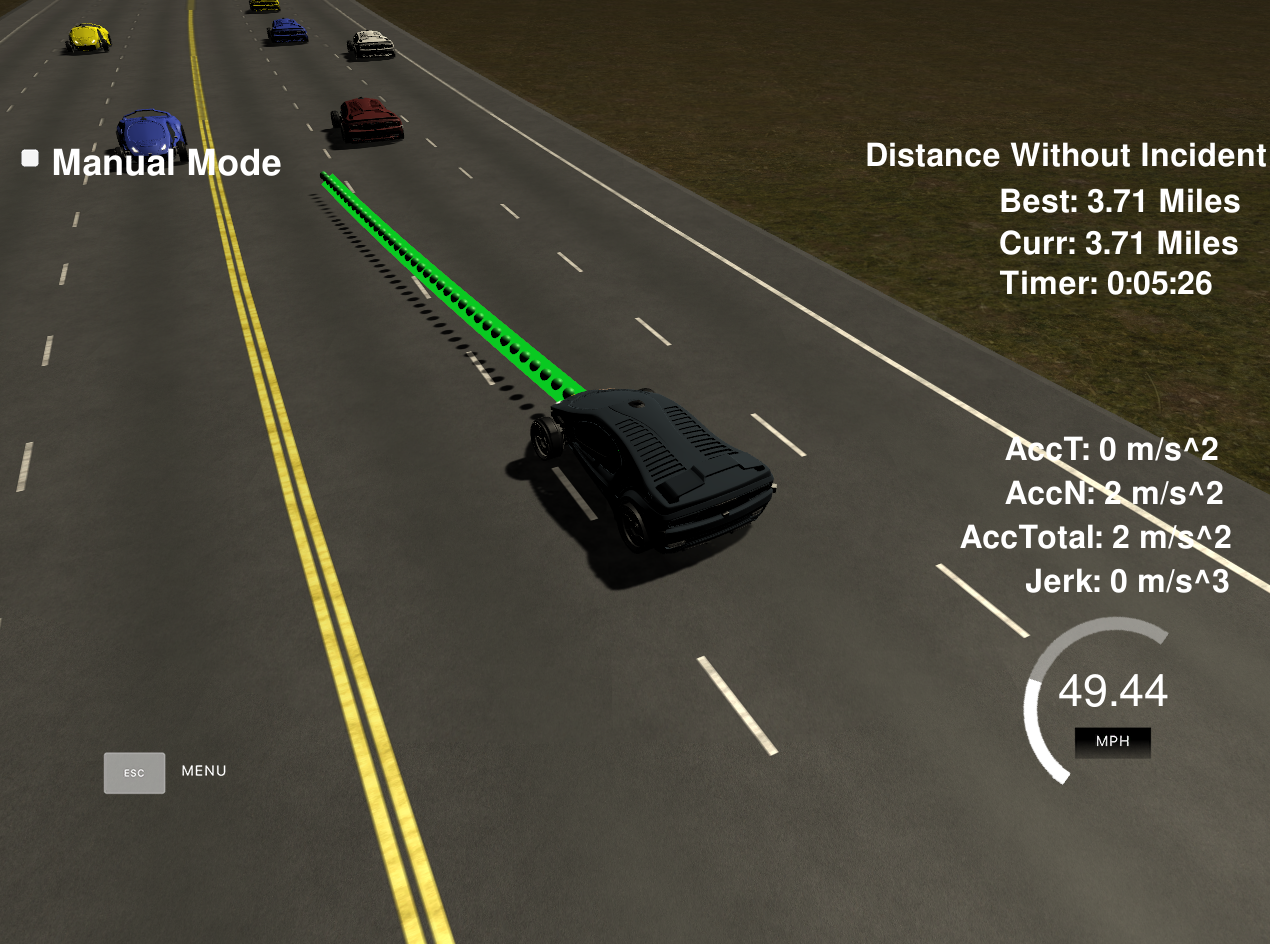 Manual Mode
Distance Without Incident
Best: 3.71 Miles
Curr: 3.71 Miles
Timer: 0:05:26
AccT: 0 m/s^2
AccN: 2 m/s^2
AccTotal: 2 m/s^2
Jerk: 0 m/s^3
49.44
MPH
ESC MENU